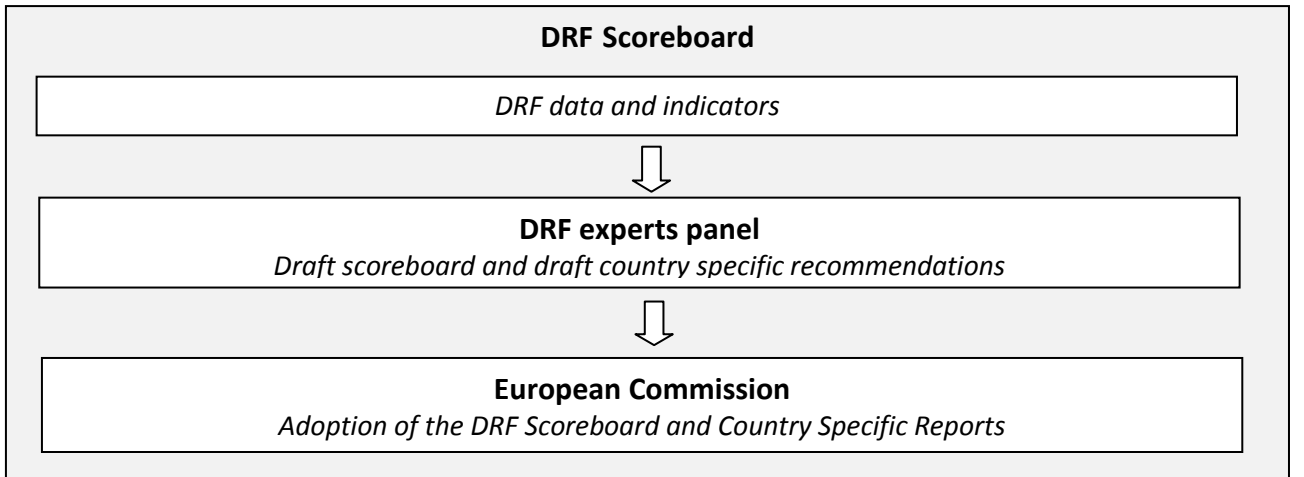 DRF Scoreboard
DRF data and indicators
DRF experts panel
Draft scoreboard and draft country specific recommendations
European Commission
Adoption of the DRF Scoreboard and Country Specific Reports